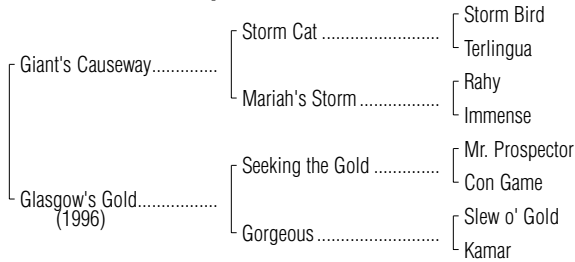 Storm Bird
Storm Cat ........................
Terlingua
Giant's Causeway..............
Rahy
Mariah's Storm .................
Immense
Mr. Prospector
Seeking the Gold ..............
Con Game
Glasgow's Gold.................
(1996)
Slew o' Gold
Gorgeous ..........................
Kamar